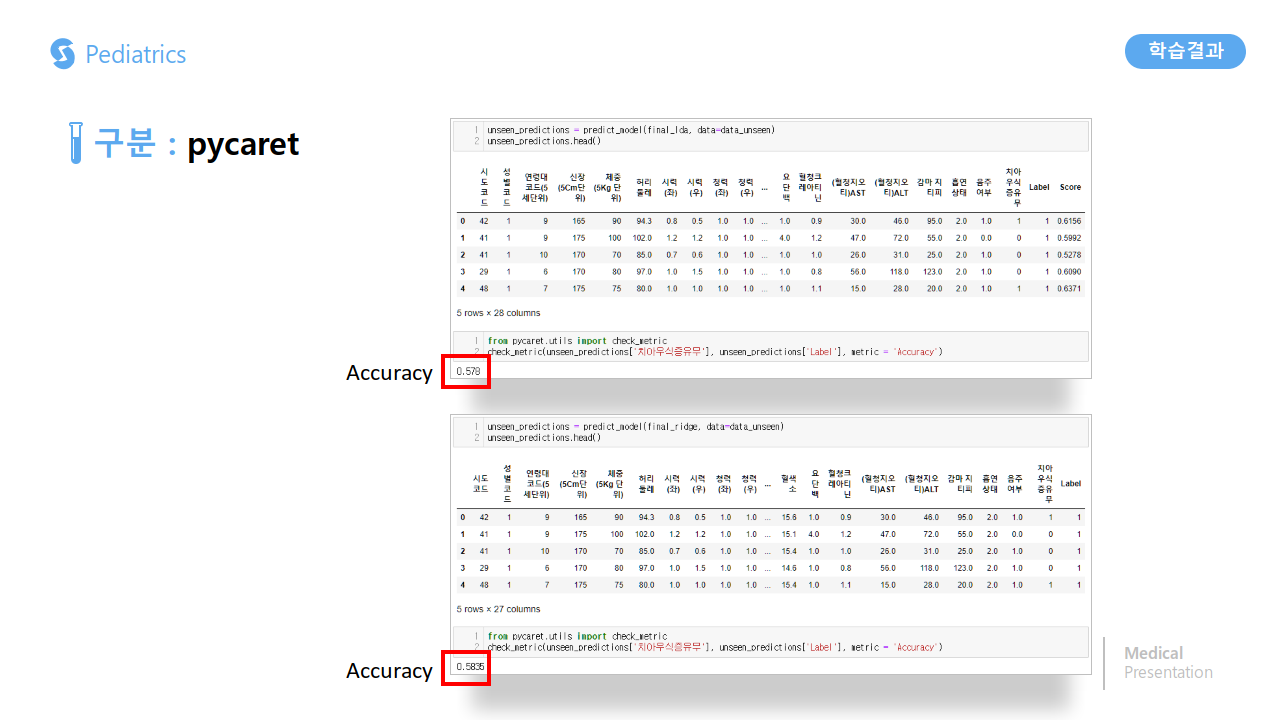 Pediatrics
학습결과
구분 : pycaret
1 unseen_predictions = predict_model(final_lda, data=data_unseen)
2 unseen_predictions.head()
시도코드 성별코드 연령대코드(5세단위) 신장(5Cm단위) 체중(5Kg 단위) 허리둘레 시력(좌) 시력(우) 청력(좌) 청력(우) ... 요단백 혈청크레아티닌 (혈청지오티)AST (혈청지오티)ALT 감마 지티피 흡연상태 음주여부 치아우식증유무 Label Score
0 42 1 9 165 90 94.3 0.8 0.5 1.0 1.0 ... 1.0 0.9 30.0 46.0 95.0 2.0 1.0 1 1 0.6156
1 41 1 9 175 100 102.0 1.2 1.2 1.0 1.0 ... 4.0 1.2 47.0 72.0 55.0 2.0 0.0 0 1 0.5992
2 41 1 10 170 70 85.0 0.7 0.6 1.0 1.0 ... 1.0 1.0 26.0 31.0 25.0 2.0 1.0 0 1 0.5278
3 29 1 6 170 80 97.0 1.0 1.5 1.0 1.0 ... 1.0 0.8 56.0 118.0 123.0 2.0 1.0 0 1 0.6090
4 48 1 7 175 75 80.0 1.0 1.0 1.0 1.0 ... 1.0 1.1 15.0 28.0 20.0 2.0 1.0 1 1 0.6371
5 rows × 28 columns
1 from pycaret.utils import check_metric
2 check_metric(unseen_predictions['치아우식증유무'], unseen_predictions['Label'], metric = 'Accuracy')
Accuracy 0.578
1 unseen_predictions = predict_model(final_ridge, data=data_unseen)
2 unseen_predictions.head()
시도코드 성별코드 연령대코드(5세단위) 신장(5Cm단위) 체중(5Kg 단위) 허리둘레 시력(좌) 시력(우) 청력(좌) 청력(우) ... 혈색소 요단백 혈청크레아티닌 (혈청지오티)AST (혈청지오티)ALT 감마 지티피 흡연상태 음주여부 치아우식증유무 Label
0 42 1 9 165 90 94.3 0.8 0.5 1.0 1.0 ... 15.6 1.0 0.9 30.0 46.0 95.0 2.0 1.0 1 1
1 41 1 9 175 100 102.0 1.2 1.2 1.0 1.0 ... 15.1 4.0 1.2 47.0 72.0 55.0 2.0 0.0 0 1
2 41 1 10 170 70 85.0 0.7 0.6 1.0 1.0 ... 15.4 1.0 1.0 26.0 31.0 25.0 2.0 1.0 0 1
3 29 1 6 170 80 97.0 1.0 1.5 1.0 1.0 ... 14.6 1.0 0.8 56.0 118.0 123.0 2.0 1.0 0 1
4 48 1 7 175 75 80.0 1.0 1.0 1.0 1.0 ... 15.4 1.0 1.1 15.0 28.0 20.0 2.0 1.0 1 1
5 rows × 27 columns
1 from pycaret.utils import check_metric
2 check_metric(unseen_predictions['치아우식증유무'], unseen_predictions['Label'], metric = 'Accuracy')
Accuracy 0.5835
Medical
Presentation